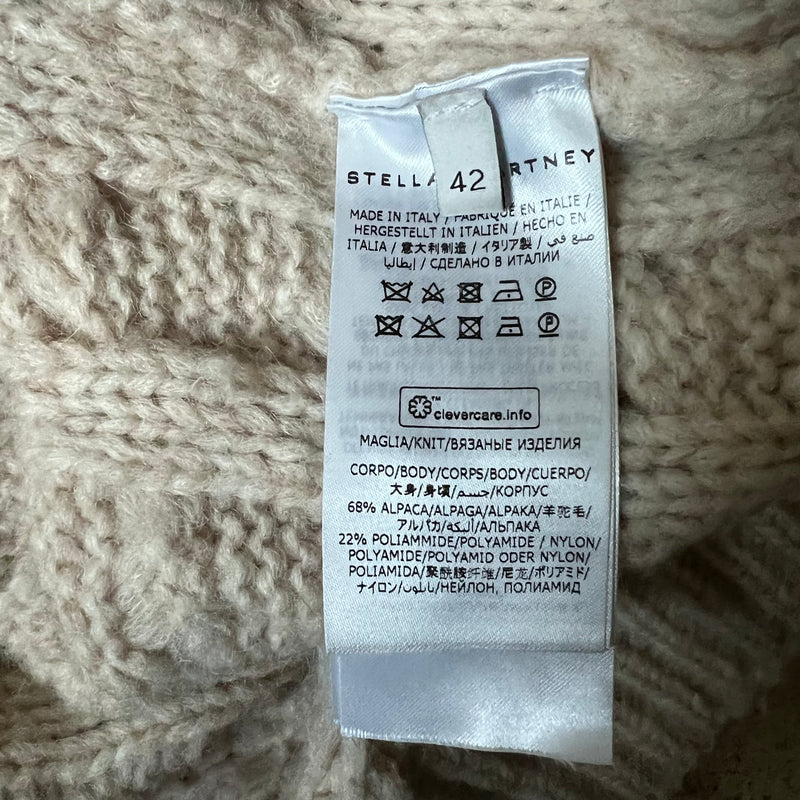 STELLA
RTNEY
42
MADE IN ITALY / FABRIQUÉ EN ITALIE /
HERGESTELLT IN ITALIEN / HECHO EN
ITALIA / 意大利制造 / イタリア製 / صنع في
إيطاليا / СДЕЛАНО В ИТАЛИИ
clevercare.info
MAGLIA/KNIT/ВЯЗАНЫЕ ИЗДЕЛИЯ
CORPO/BODY/CORPS/BODY/CUERPO/
大身/身頃/جسم/КОРПУС
68% ALPACA/ALPAGA/ALPAKA/羊驼毛/
アルパカ/ألبكة/АЛЬПАКА
22% POLIAMMIDE/POLYAMIDE / NYLON/
POLYAMIDE/POLYAMID ODER NYLON/
POLIAMIDA/聚酰胺纤维/尼龙/ポリアミド/
ナイロン/نايلون/НЕЙЛОН, ПОЛИАМИД